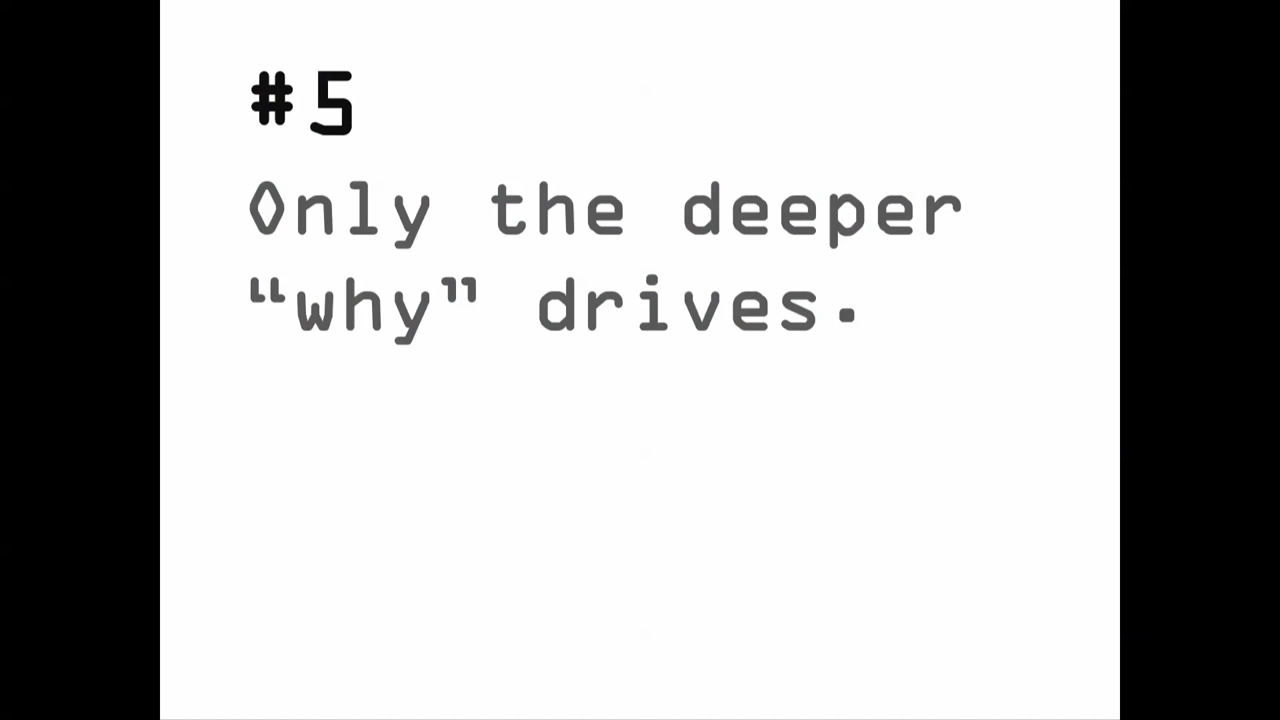 #5
Only the deeper
“why” drives.